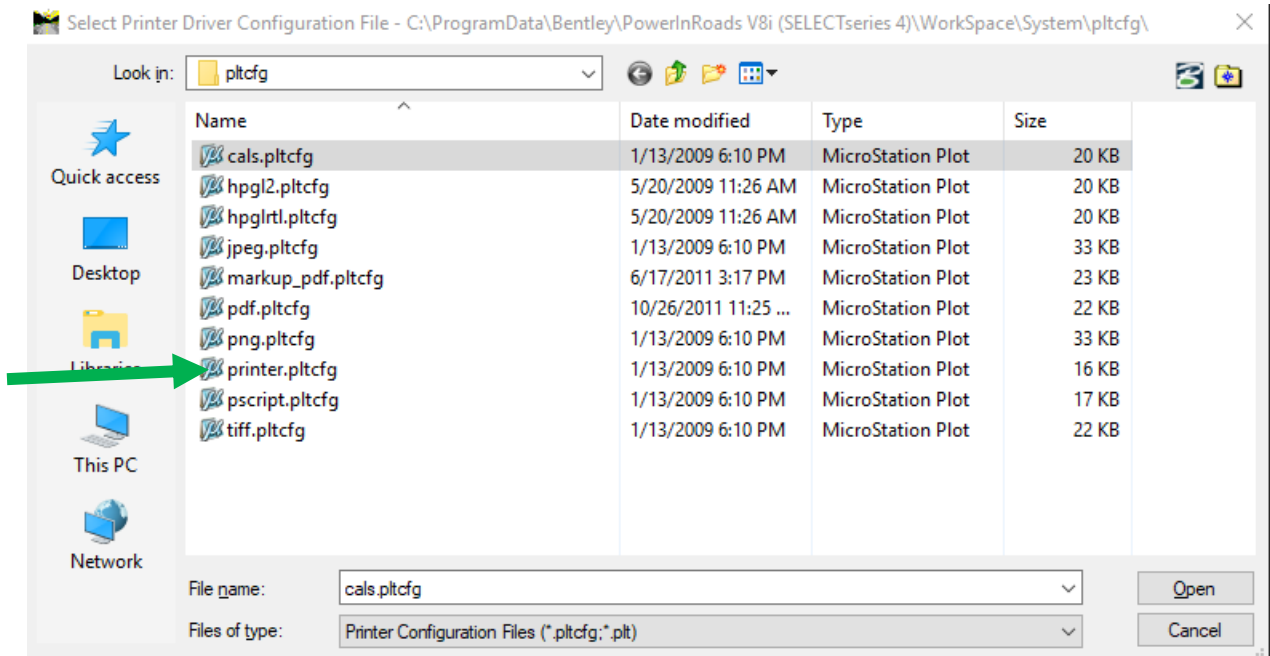 Select Printer Driver Configuration File - C:\ProgramData\Bentley\PowerInRoads V8i (SELECTseries 4)\WorkSpace\System\pltcfg\
Look in: pltcfg
Name Date modified Type Size
cals.pltcfg 1/13/2009 6:10 PM MicroStation Plot 20 KB
Quick access
hpgl2.pltcfg 5/20/2009 11:26 AM MicroStation Plot 20 KB
hpglrtl.pltcfg 5/20/2009 11:26 AM MicroStation Plot 20 KB
jpeg.pltcfg 1/13/2009 6:10 PM MicroStation Plot 33 KB
Desktop
markup_pdf.pltcfg 6/17/2011 3:17 PM MicroStation Plot 23 KB
pdf.pltcfg 10/26/2011 11:25 ... MicroStation Plot 22 KB
png.pltcfg 1/13/2009 6:10 PM MicroStation Plot 33 KB
Libraries
printer.pltcfg 1/13/2009 6:10 PM MicroStation Plot 16 KB
pscript.pltcfg 1/13/2009 6:10 PM MicroStation Plot 17 KB
tiff.pltcfg 1/13/2009 6:10 PM MicroStation Plot 22 KB
This PC
Network
File name: cals.pltcfg Open
Files of type: Printer Configuration Files (*.pltcfg;*.plt) Cancel